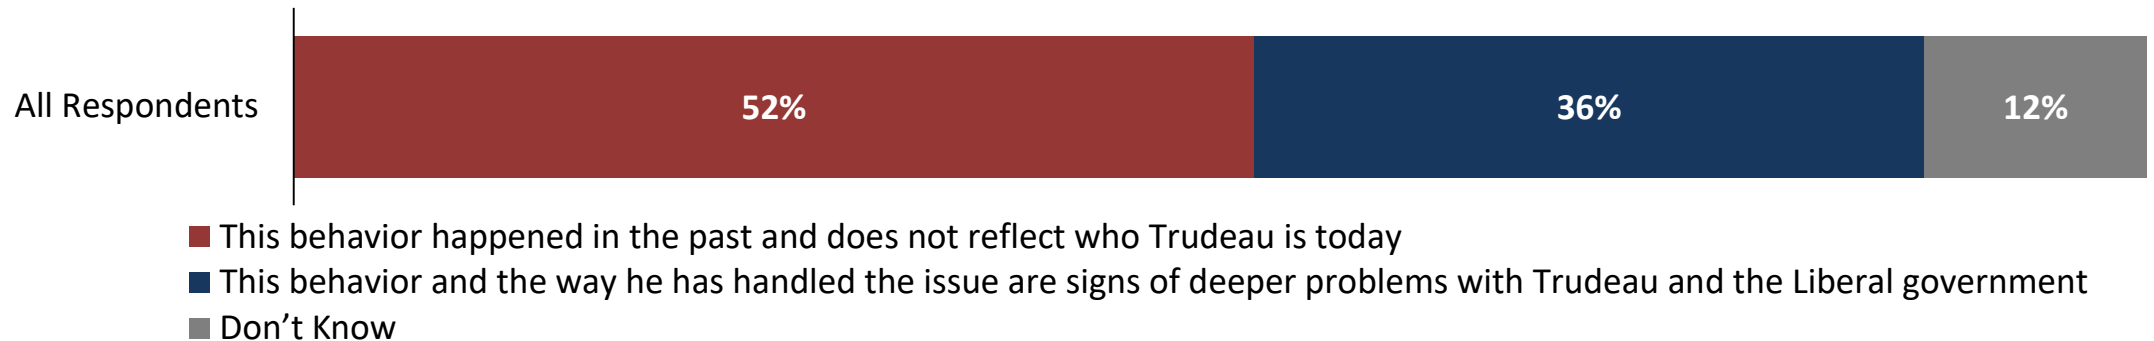 All Respondents
52%
36%
12%
This behavior happened in the past and does not reflect who Trudeau is today
This behavior and the way he has handled the issue are signs of deeper problems with Trudeau and the Liberal government
Don’t Know